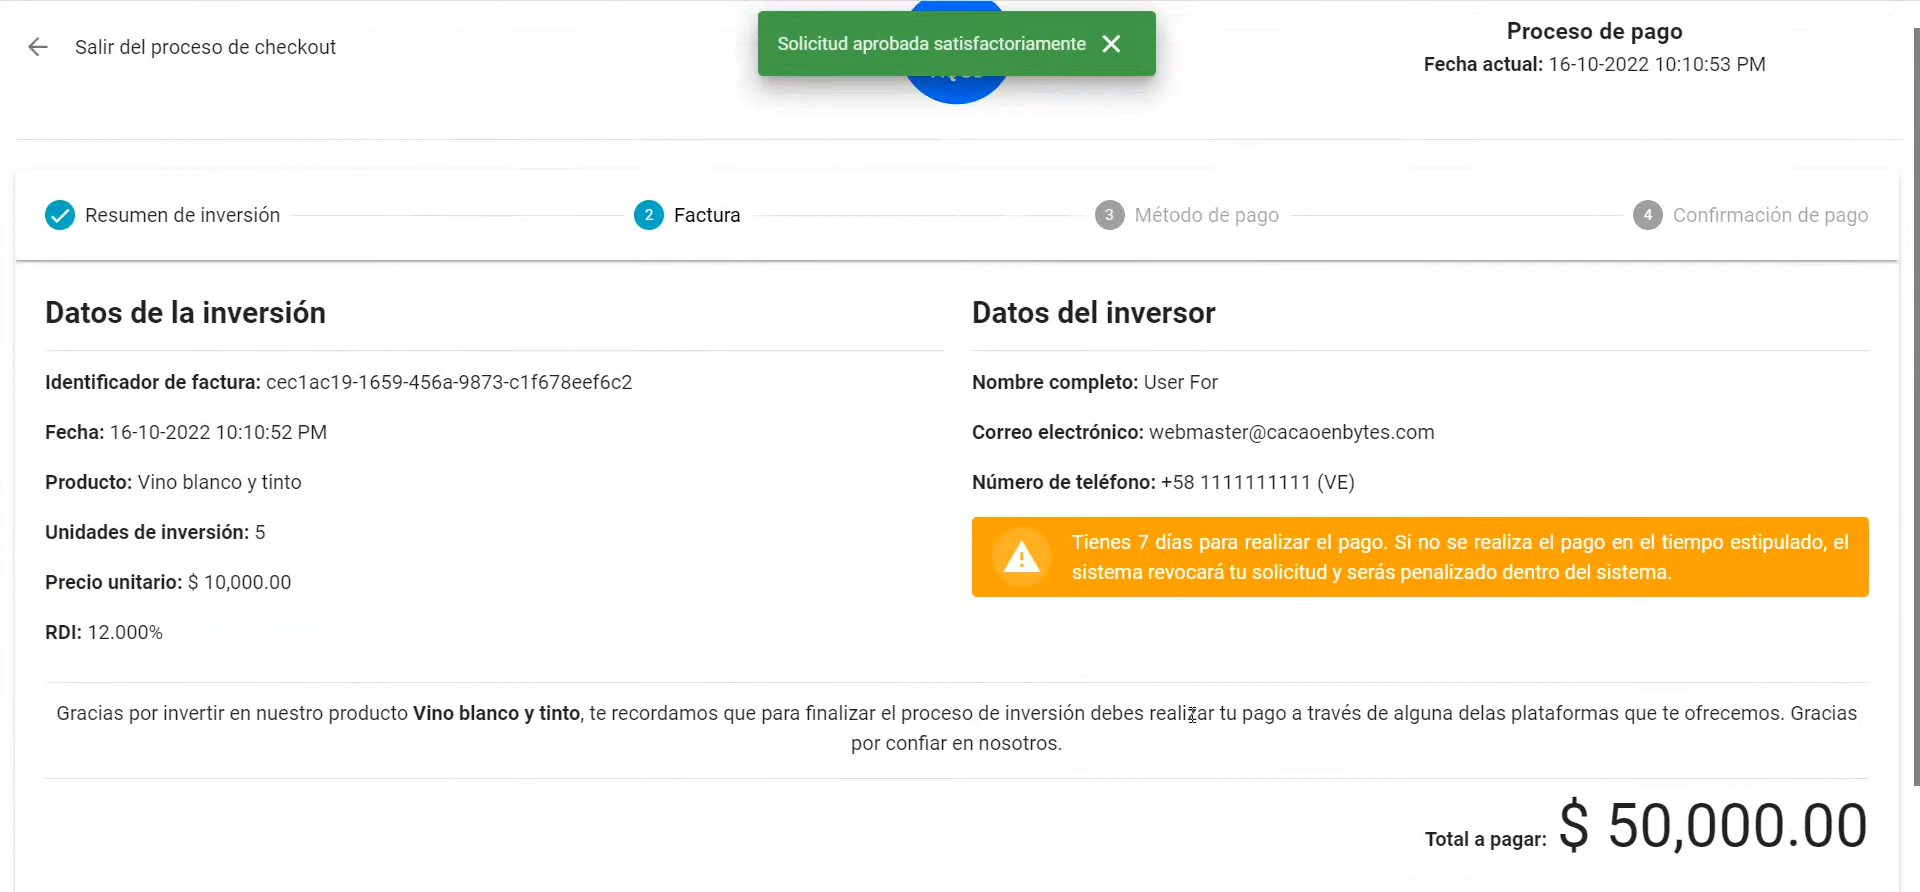 Salir del proceso de checkout
Solicitud aprobada satisfactoriamente
Proceso de pago
Fecha actual: 16-10-2022 10:10:53 PM
Resumen de inversión
2 Factura
3 Método de pago
4 Confirmación de pago
Datos de la inversión
Identificador de factura: cec1ac19-1659-456a-9873-c1f678eef6c2
Fecha: 16-10-2022 10:10:52 PM
Producto: Vino blanco y tinto
Unidades de inversión: 5
Precio unitario: $ 10,000.00
RDI: 12.000%
Datos del inversor
Nombre completo: User For
Correo electrónico: webmaster@cacaoenbytes.com
Número de teléfono: +58 1111111111 (VE)
Tienes 7 días para realizar el pago. Si no se realiza el pago en el tiempo estipulado, el
sistema revocará tu solicitud y serás penalizado dentro del sistema.
Gracias por invertir en nuestro producto Vino blanco y tinto, te recordamos que para finalizar el proceso de inversión debes realizar tu pago a través de alguna delas plataformas que te ofrecemos. Gracias
por confiar en nosotros.
Total a pagar: $ 50,000.00